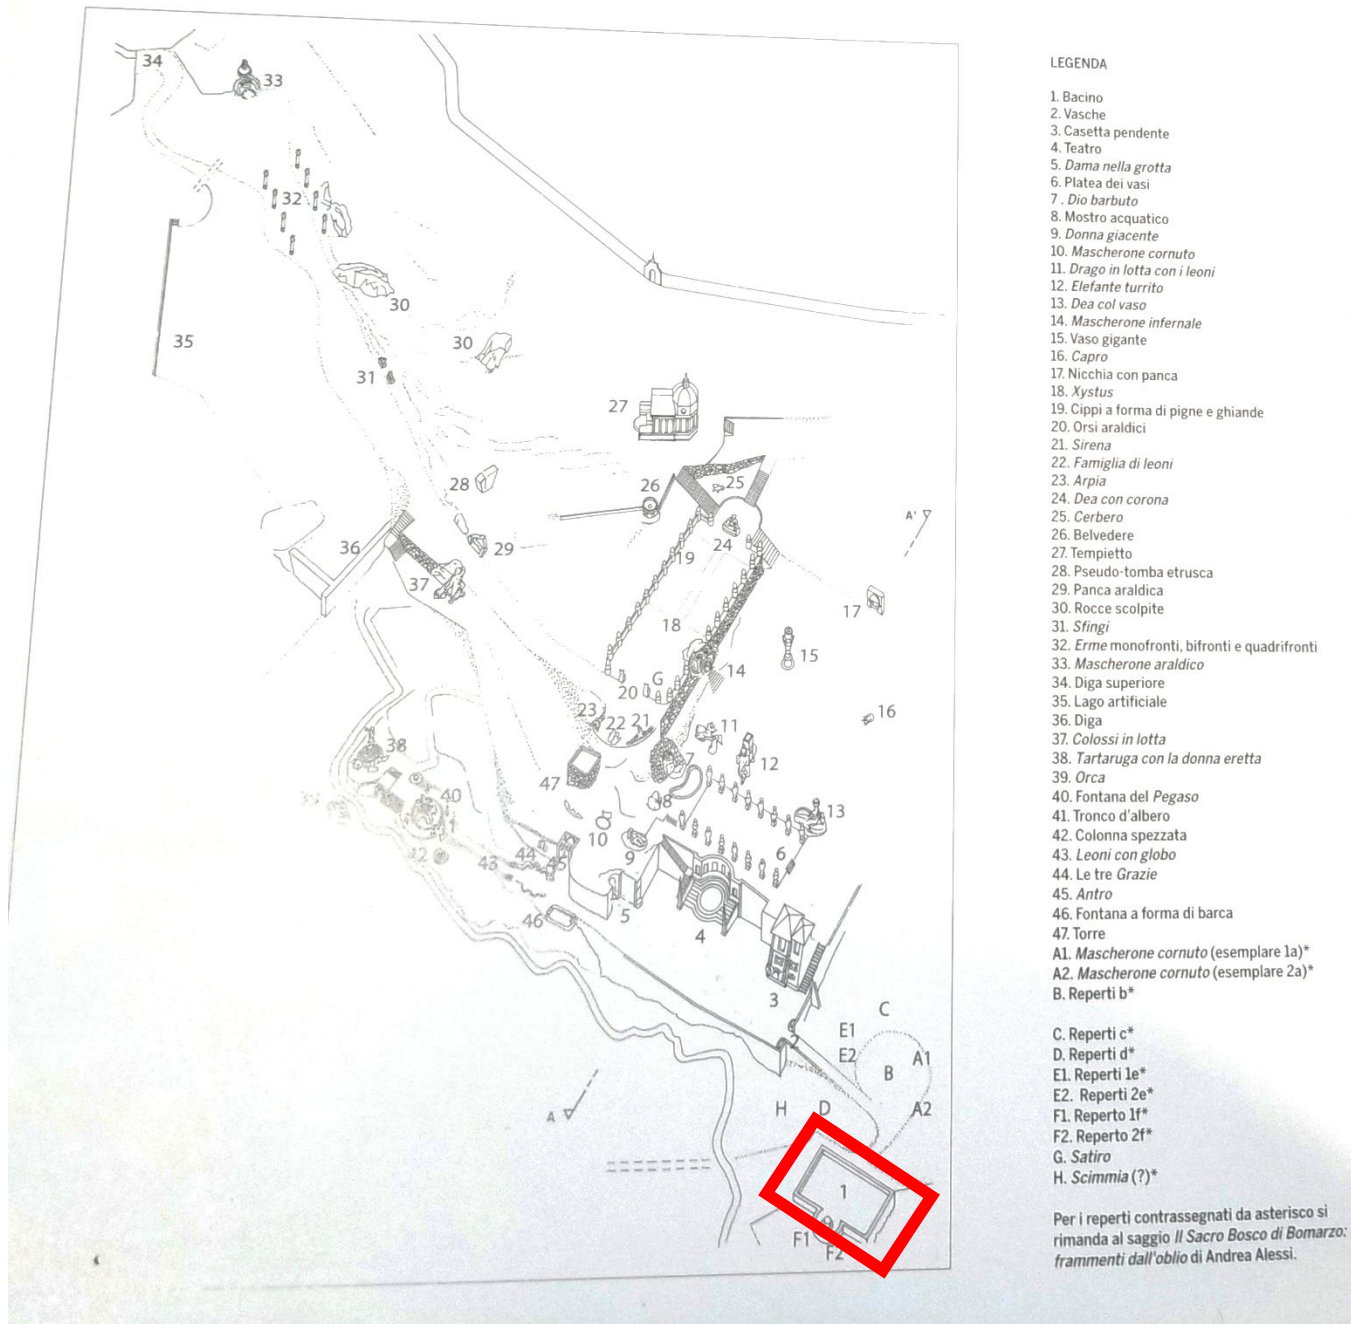 LEGENDA
1. Bacino
2. Vasche
3. Casetta pendente
4. Teatro
5. Dama nella grotta
6. Platea dei vasi
7 . Dio barbuto
8. Mostro acquatico
9. Donna giacente
10. Mascherone cornuto
11. Drago in lotta con i leoni
12. Elefante turrito
13. Dea col vaso
14. Mascherone infernale
15. Vaso gigante
16. Capro
17. Nicchia con panca
18. Xystus
19. Cippi a forma di pigne e ghiande
20. Orsi araldici
21. Sirena
22. Famiglia di leoni
23. Arpia
24. Dea con corona
25. Cerbero
26. Belvedere
27. Tempietto
28. Pseudo-tomba etrusca
29. Panca araldica
30. Rocce scolpite
31. Sfingi
32. Erme monofronti, bifronti e quadrifronti
33. Mascherone araldico
34. Diga superiore
35. Lago artificiale
36. Diga
37. Colossi in lotta
38. Tartaruga con la donna eretta
39. Orca
40. Fontana del Pegaso
41. Tronco d'albero
42. Colonna spezzata
43. Leoni con globo
44. Le tre Grazie
45. Antro
46. Fontana a forma di barca
47. Torre
A1. Mascherone cornuto (esemplare 1a)*
A2. Mascherone cornuto (esemplare 2a)*
B. Reperti b*
C. Reperti c*
D. Reperti d*
E1. Reperti 1e*
E2. Reperti 2e*
F1. Reperto 1f*
F2. Reperto 2f*
G. Satiro
H. Scimmia (?)*
Per i reperti contrassegnati da asterisco si
rimanda al saggio Il Sacro Bosco di Bomarzo:
frammenti dall'oblio di Andrea Alessi.
34
33
32
30
35
30
31
27
28
26
25
A'
36
29
24
19
37
17
18
15
14
20
G
23
22
21
11
16
38
7
12
47
40
8
13
10
42
44
45
9
6
43
46
5
4
3
C
E1
2
E2
A1
B
A
H
D
A2
1
F1
F2